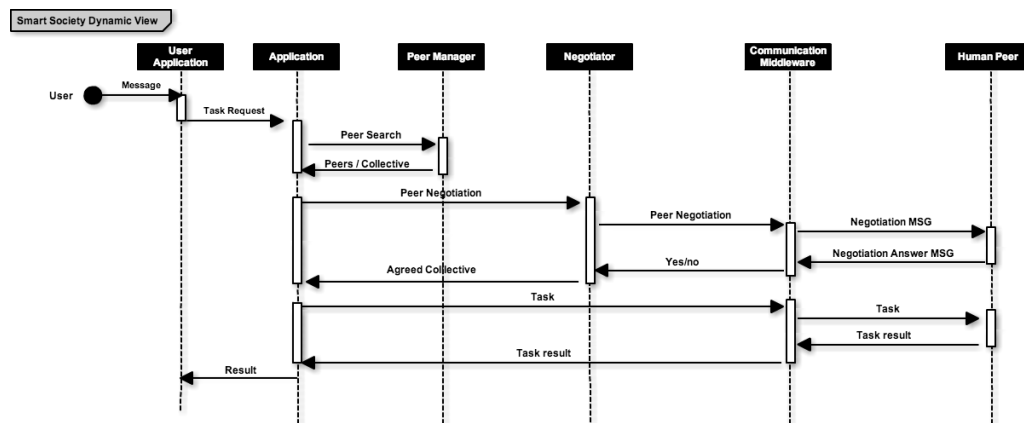 Smart Society Dynamic View
User
Application
Application
Peer Manager
Negotiator
Communication
Middleware
Human Peer
User
Message
Task Request
Peer Search
Peers / Collective
Peer Negotiation
Peer Negotiation
Negotiation MSG
Negotiation Answer MSG
Yes/no
Agreed Collective
Task
Task
Task result
Task result
Result